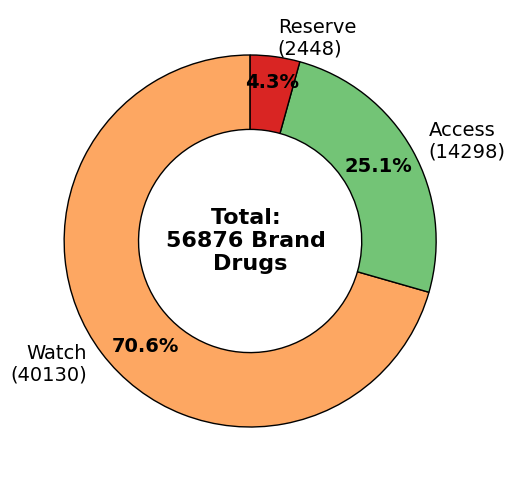 Reserve
(2448)
4.3%
Access
(14298)
25.1%
Total:
56876 Brand
Drugs
70.6%
Watch
(40130)